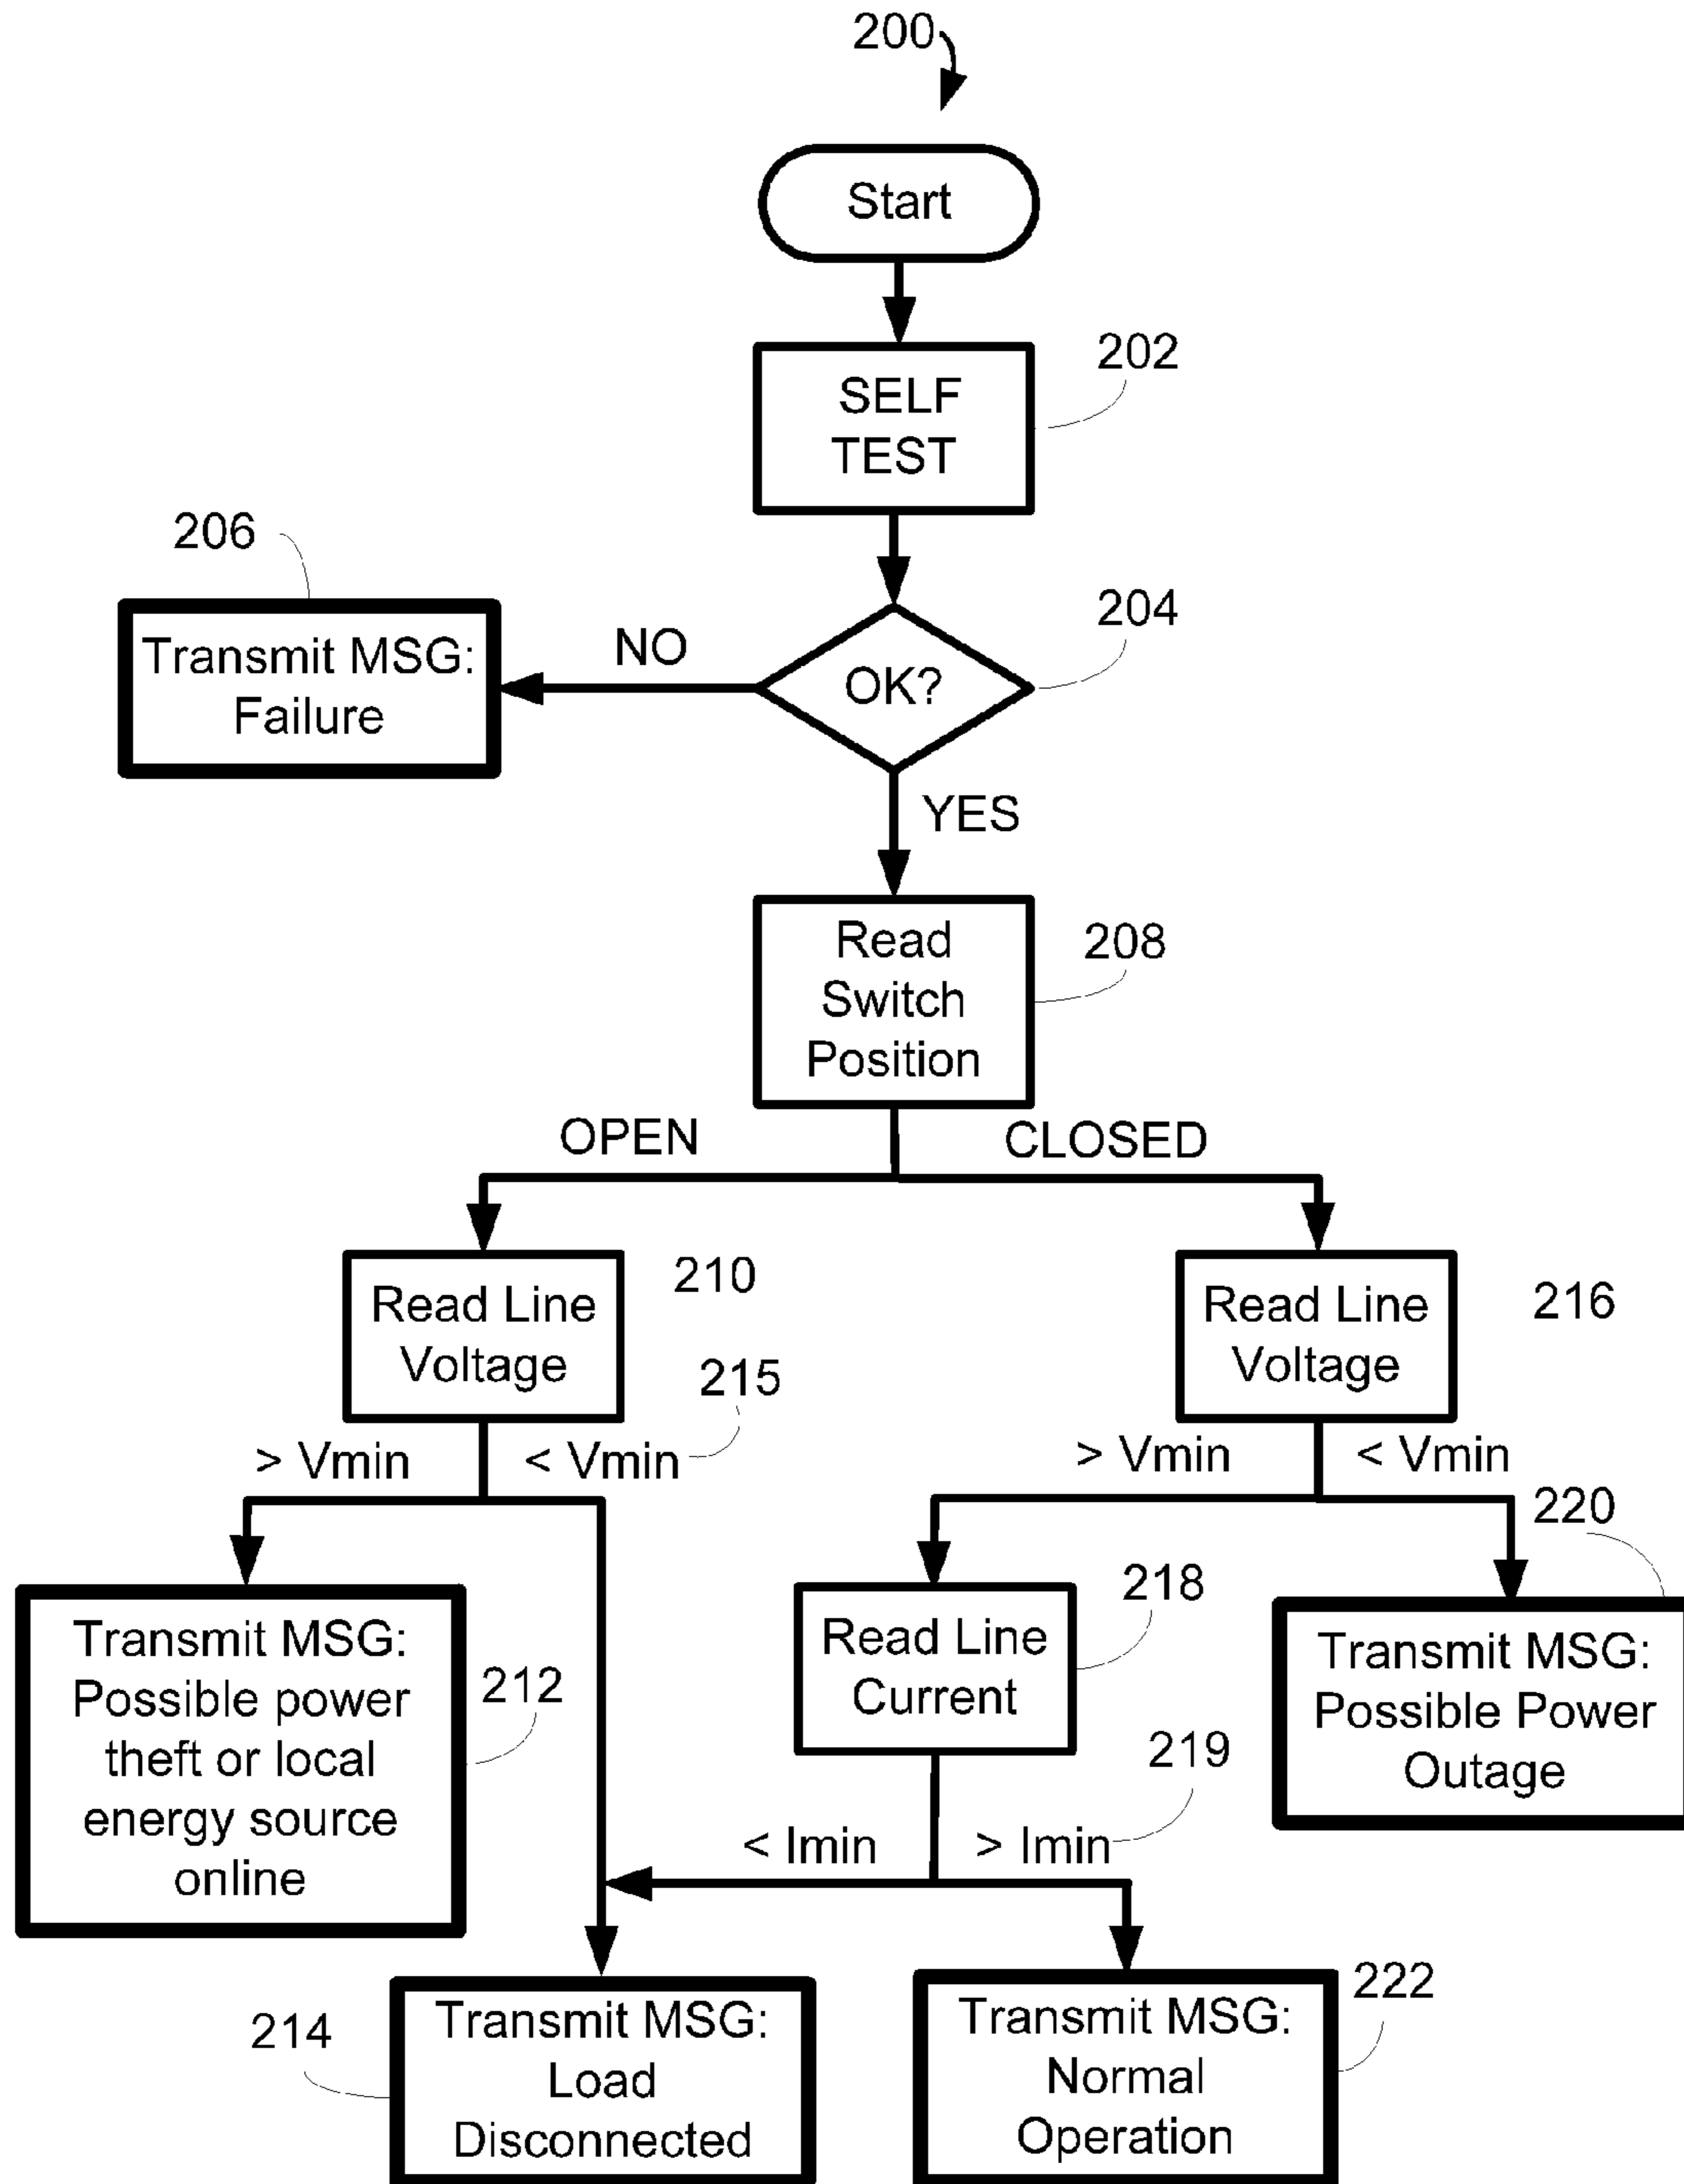 200
Start
202
SELF
TEST
206
204
Transmit MSG:
Failure
NO
OK?
YES
208
Read
Switch
Position
OPEN
CLOSED
210
Read Line
Voltage
216
Read Line
Voltage
215
> Vmin
< Vmin
> Vmin
< Vmin
220
218
Transmit MSG:
Possible power
theft or local
energy source
online
212
Read Line
Current
Transmit MSG:
Possible Power
Outage
219
< Imin
> Imin
214
Transmit MSG:
Load
Disconnected
222
Transmit MSG:
Normal
Operation